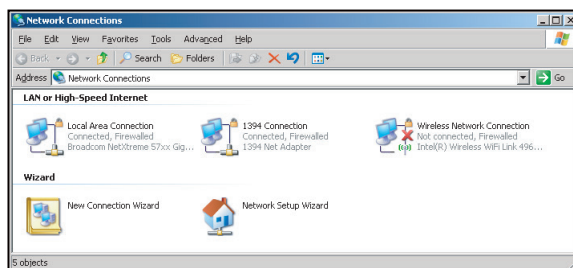 Network Connections
File Edit View Favorites Tools Advanced Help
Back Search Folders
Address Network Connections Go
LAN or High-Speed Internet
Local Area Connection
Connected, Firewalled
Broadcom NetXtreme 57xx Gig...
1394 Connection
Connected, Firewalled
1394 Net Adapter
Wireless Network Connection
Not connected, Firewalled
Intel(R) Wireless WiFi Link 496...
Wizard
New Connection Wizard
Network Setup Wizard
5 objects